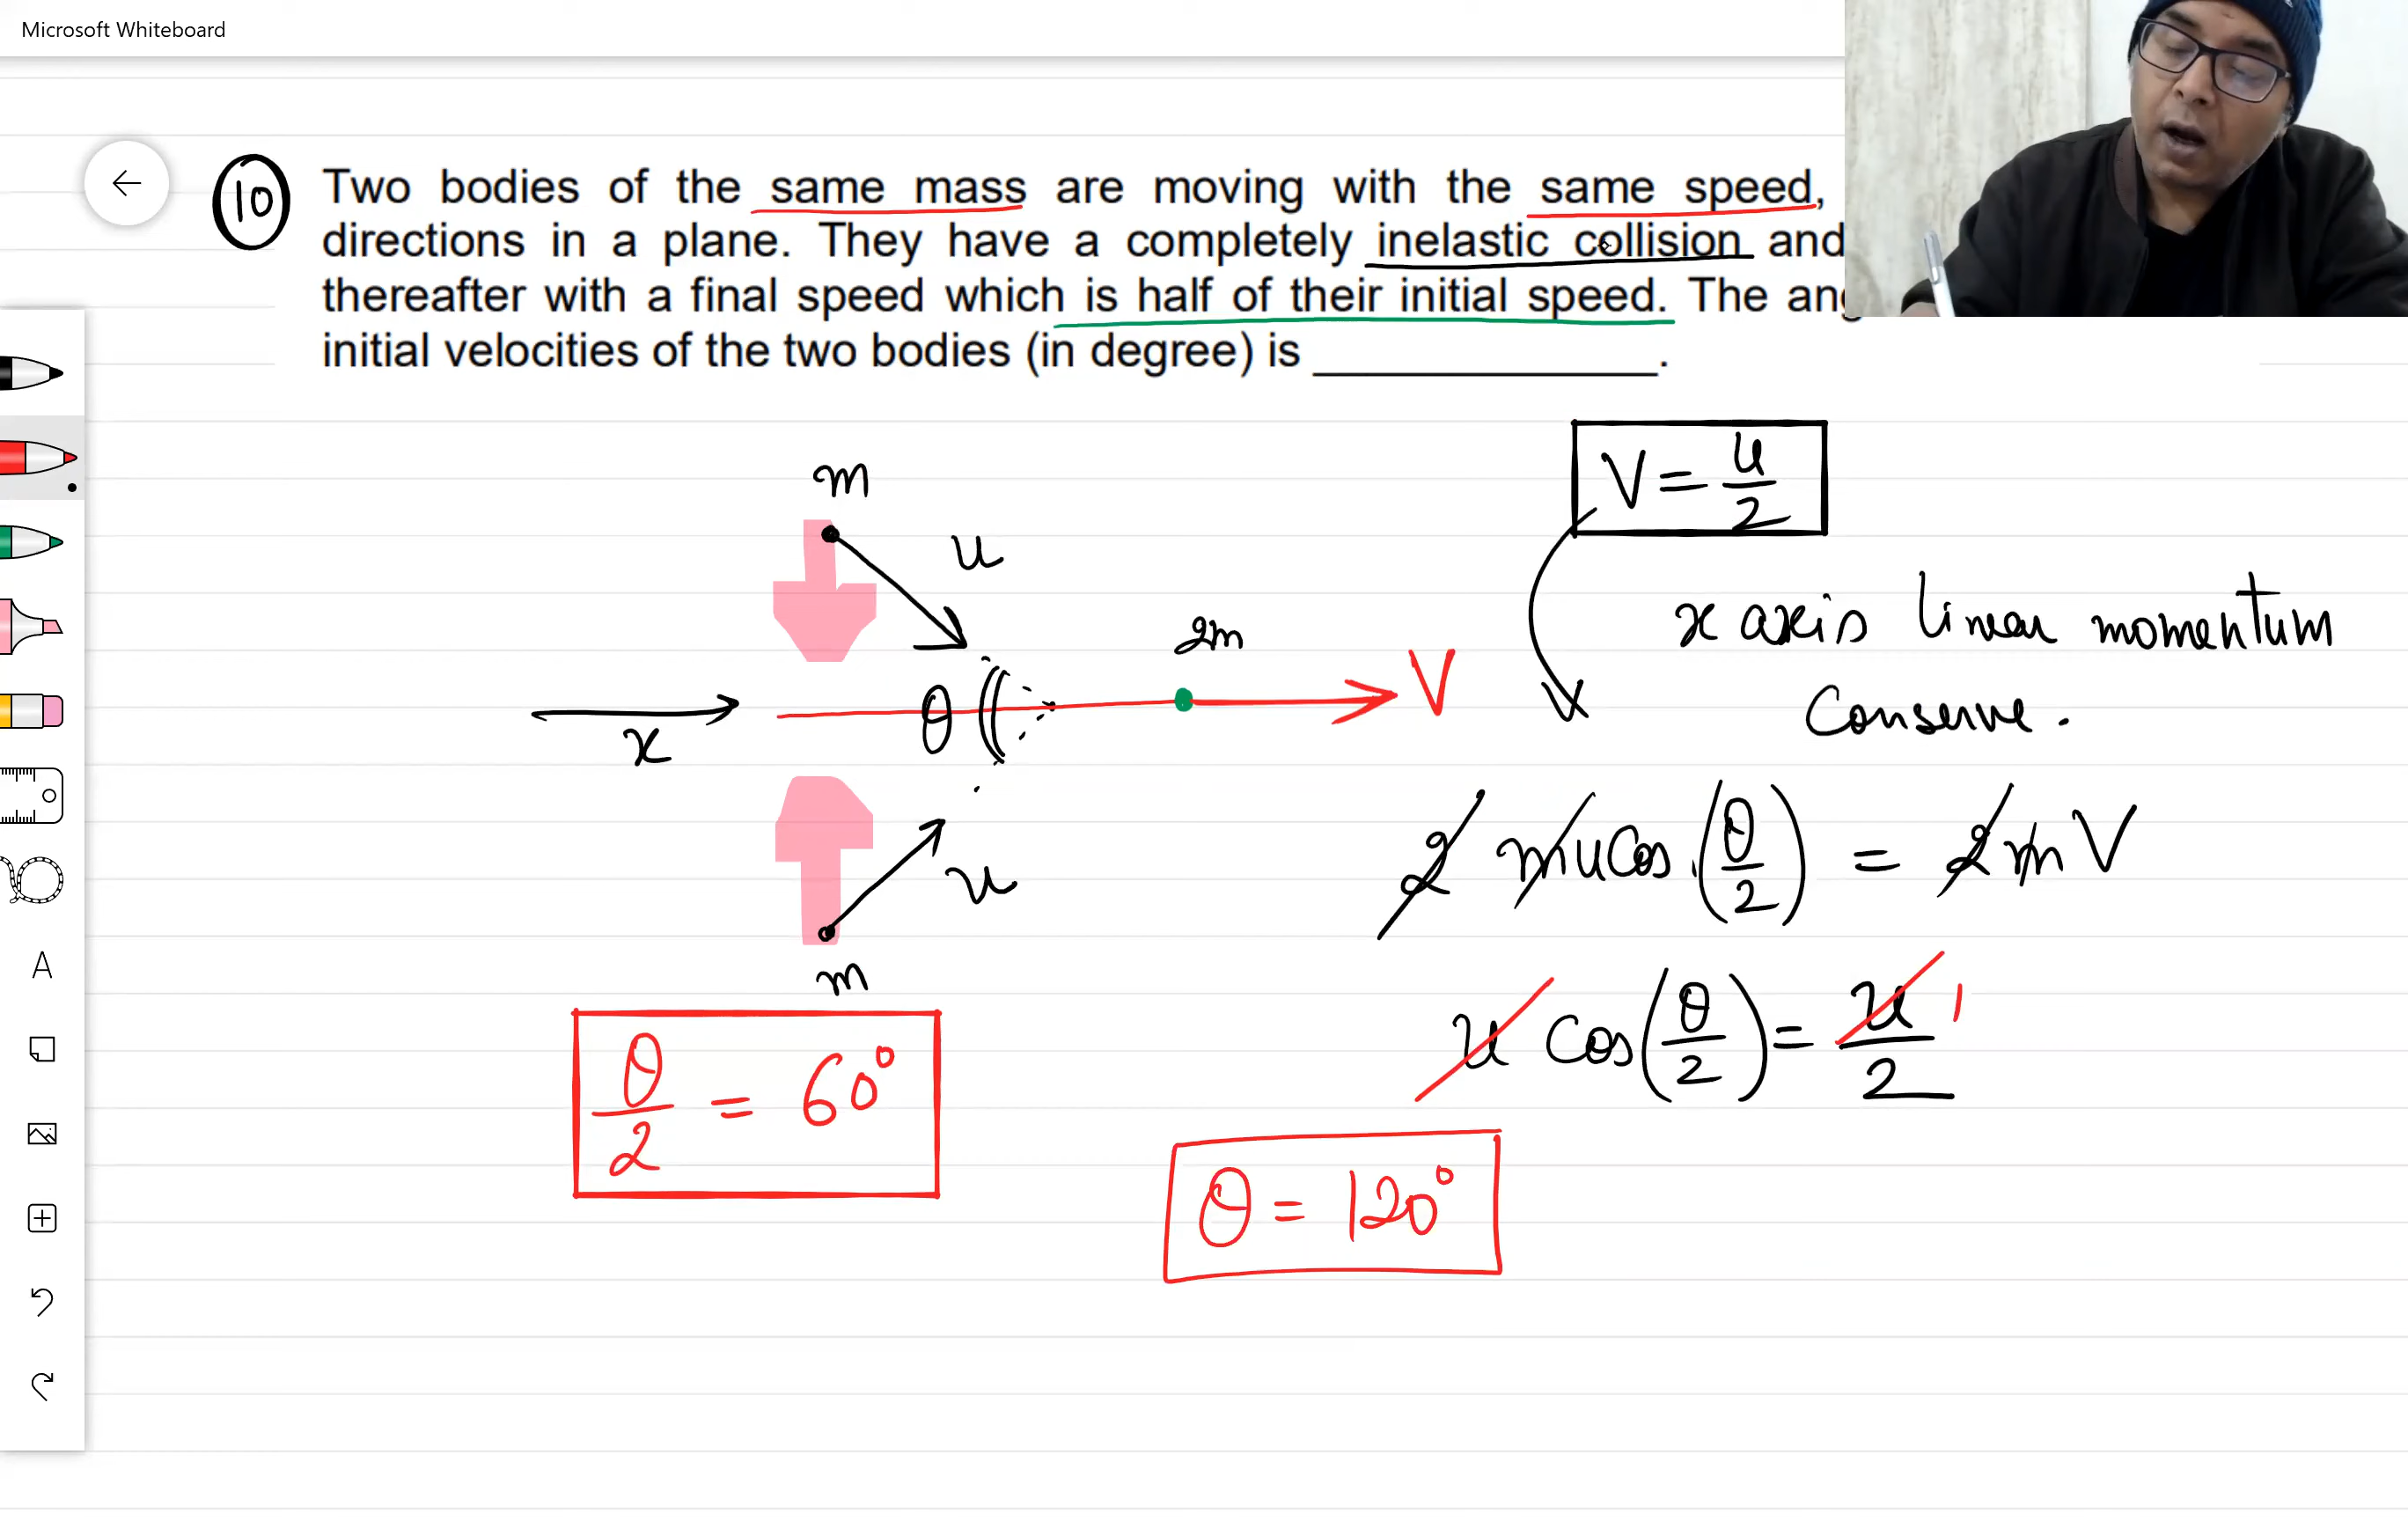 Microsoft Whiteboard
10 Two bodies of the same mass are moving with the same speed,
directions in a plane. They have a completely inelastic collision and
thereafter with a final speed which is half of their initial speed. The
initial velocities of the two bodies (in degree) is ______________.
m
u
V = u/2
2m
x axis linear momentum
θ
V
V
x
conserve.
u
2 mu cos (θ/2) = 2mV
m
u cos (θ/2) = u/2 1
θ/2 = 60°
θ = 120°
A